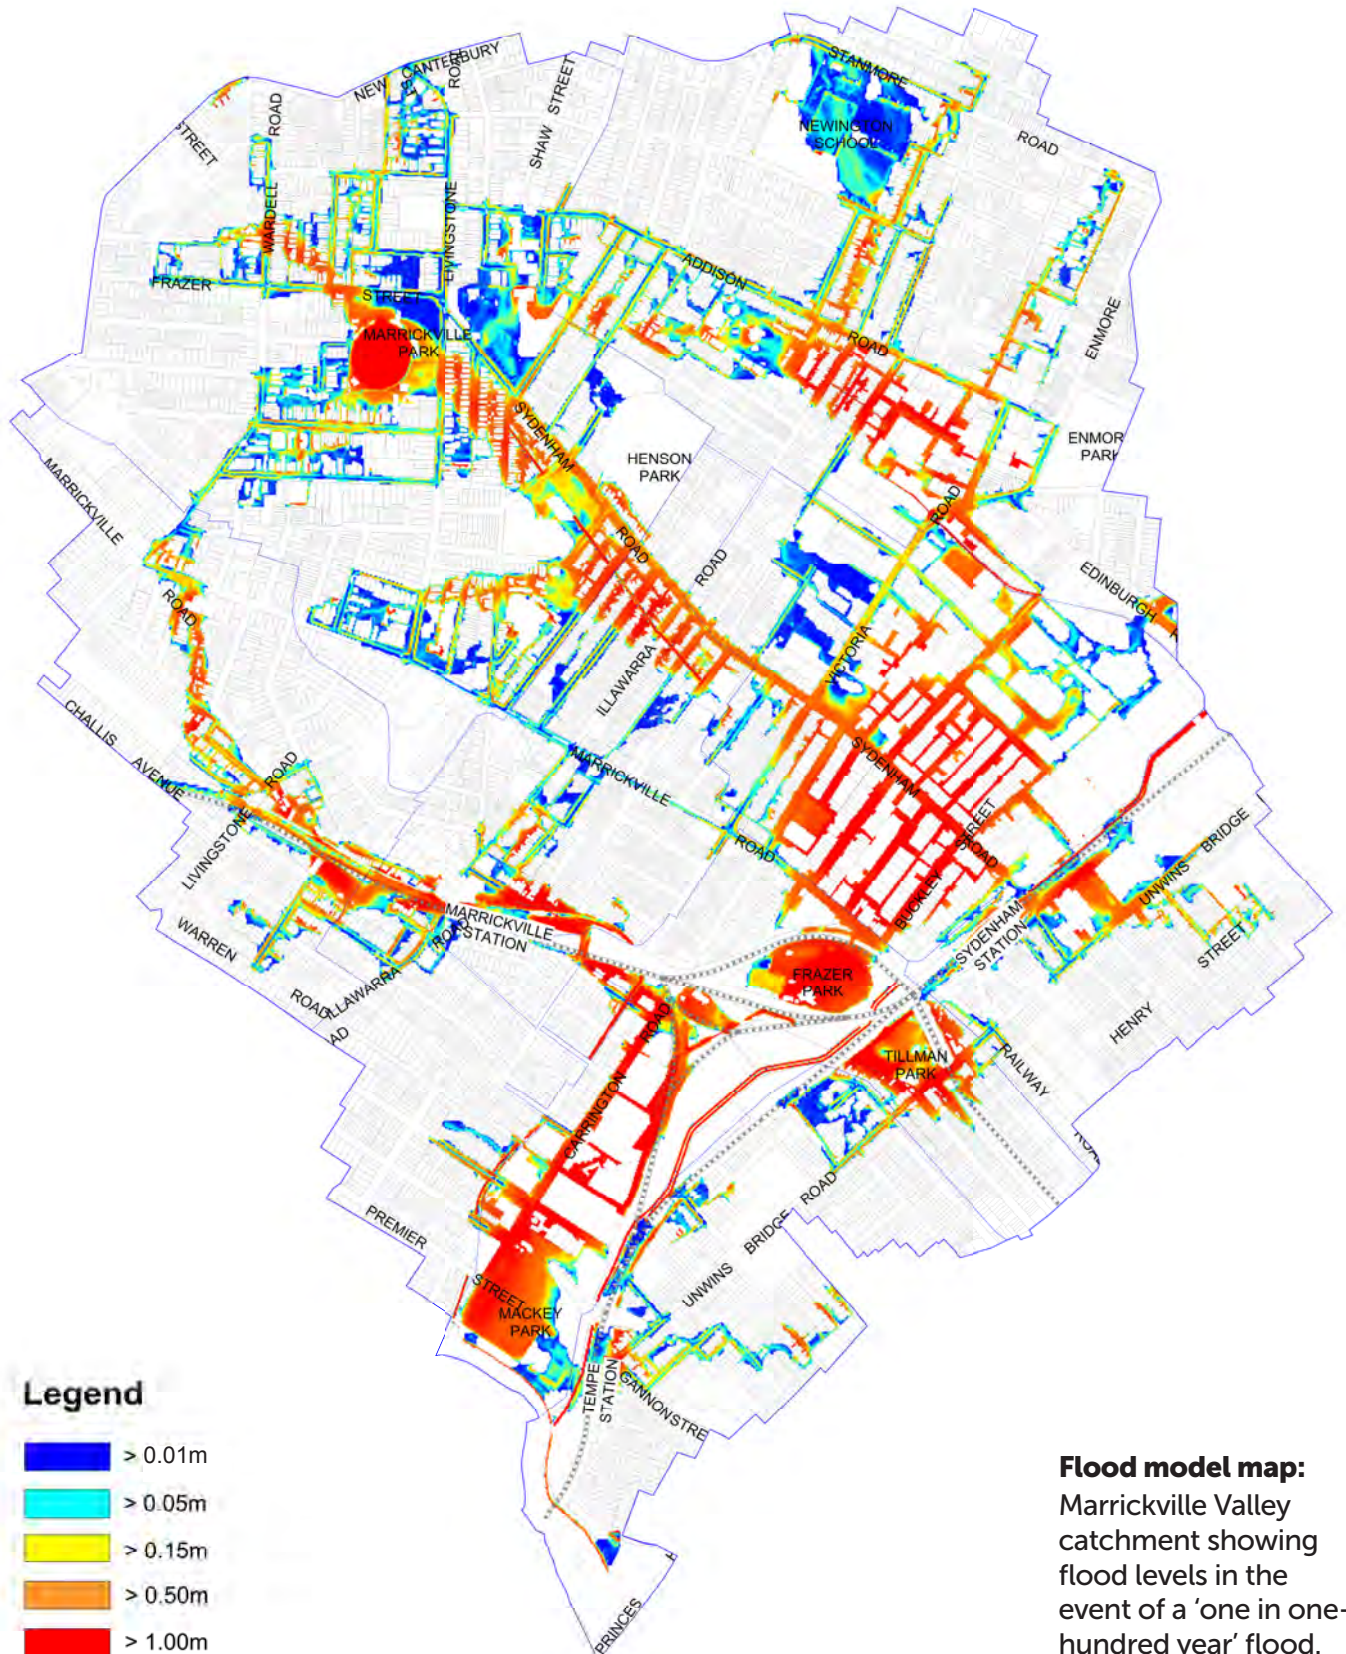 NEW CANTERBURY
ROAD
ST
STANMORE
ROAD
SHAW STREET
STREET
ROAD
WARDELL
LIVINGSTONE
NEWINGTON
SCHOOL
ADDISON
ROAD
ENMORE
FRAZER
STREET
MARRICKVILLE
PARK
SYDENHAM
ROAD
HENSON
PARK
ENMOR
PARK
ROAD
MARRICKVILLE
ROAD
ROAD
ILLAWARRA
EDINBURGH
VICTORIA
CHALLIS
AVENUE
ROAD
LIVINGSTONE
MARRICKVILLE
ROAD
SYDENHAM
ROAD
STREET
BUCKLEY
UNWINS BRIDGE
SYDENHAM
STATION
STREET
HENRY
MARRICKVILLE
STATION
ROAD
ILLAWARRA
WARREN
ROAD
AD
FRAZER
PARK
TILLMAN
PARK
RAILWAY
ROAD
CARRINGTON
PREMIER
STREET
MACKEY
PARK
UNWINS BRIDGE ROAD
TEMPE
STATION
GANNON STRE
PRINCES
H
Legend
> 0.01m
> 0.05m
> 0.15m
> 0.50m
> 1.00m
Flood model map:
Marrickville Valley
catchment showing
flood levels in the
event of a ‘one in one-
hundred year’ flood.